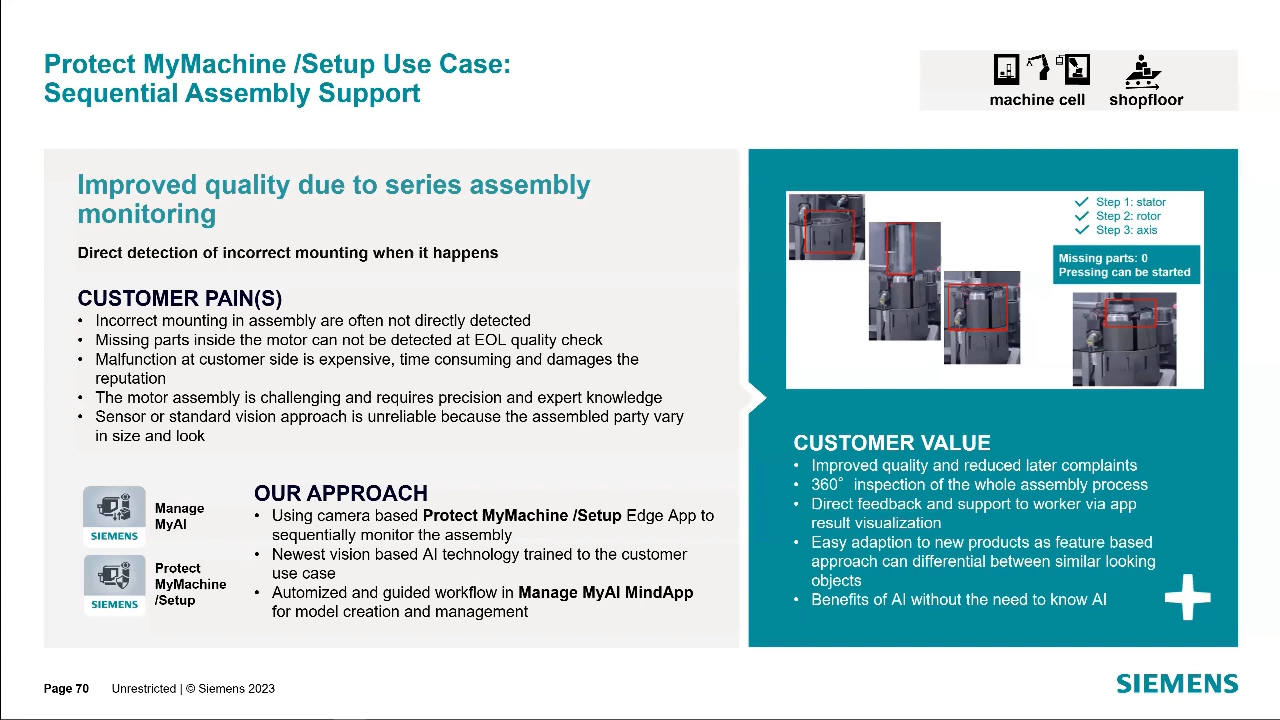 Protect MyMachine /Setup Use Case:
Sequential Assembly Support
machine cell
shopfloor
Improved quality due to series assembly
monitoring
Direct detection of incorrect mounting when it happens
CUSTOMER PAIN(S)
• Incorrect mounting in assembly are often not directly detected
• Missing parts inside the motor can not be detected at EOL quality check
• Malfunction at customer side is expensive, time consuming and damages the
reputation
• The motor assembly is challenging and requires precision and expert knowledge
• Sensor or standard vision approach is unreliable because the assembled party vary
in size and look
SIEMENS
Manage
MyAI
SIEMENS
Protect
MyMachine
/Setup
OUR APPROACH
• Using camera based Protect MyMachine /Setup Edge App to
sequentially monitor the assembly
• Newest vision based AI technology trained to the customer
use case
• Automized and guided workflow in Manage MyAI MindApp
for model creation and management
Step 1: stator
Step 2: rotor
Step 3: axis
Missing parts: 0
Pressing can be started
CUSTOMER VALUE
• Improved quality and reduced later complaints
• 360° inspection of the whole assembly process
• Direct feedback and support to worker via app
result visualization
• Easy adaption to new products as feature based
approach can differential between similar looking
objects
• Benefits of AI without the need to know AI
Page 70
Unrestricted | © Siemens 2023
SIEMENS